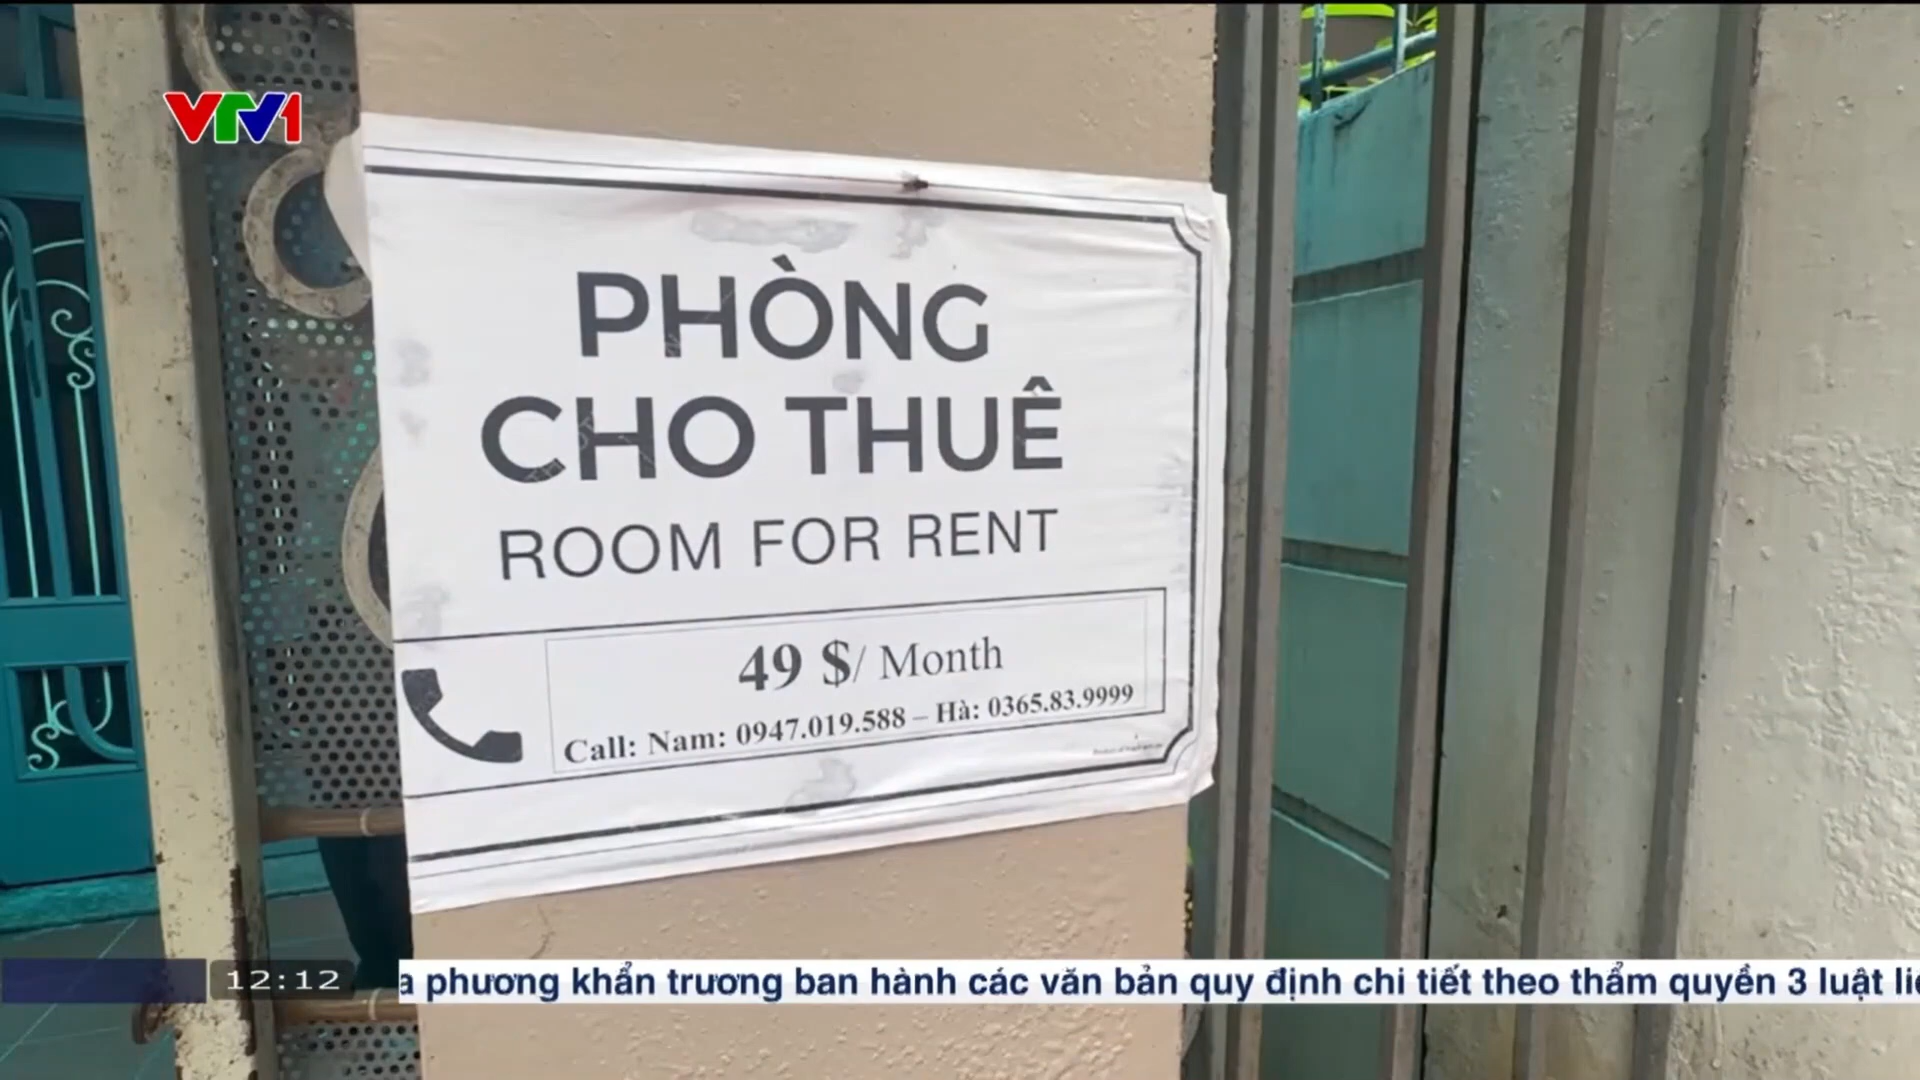 VTV1
PHÒNG
CHO THUÊ
ROOM FOR RENT
49 $/ Month
Call: Nam: 0947.019.588 – Hà: 0365.83.9999
12:12
a phương khẩn trương ban hành các văn bản quy định chi tiết theo thẩm quyền 3 luật liê